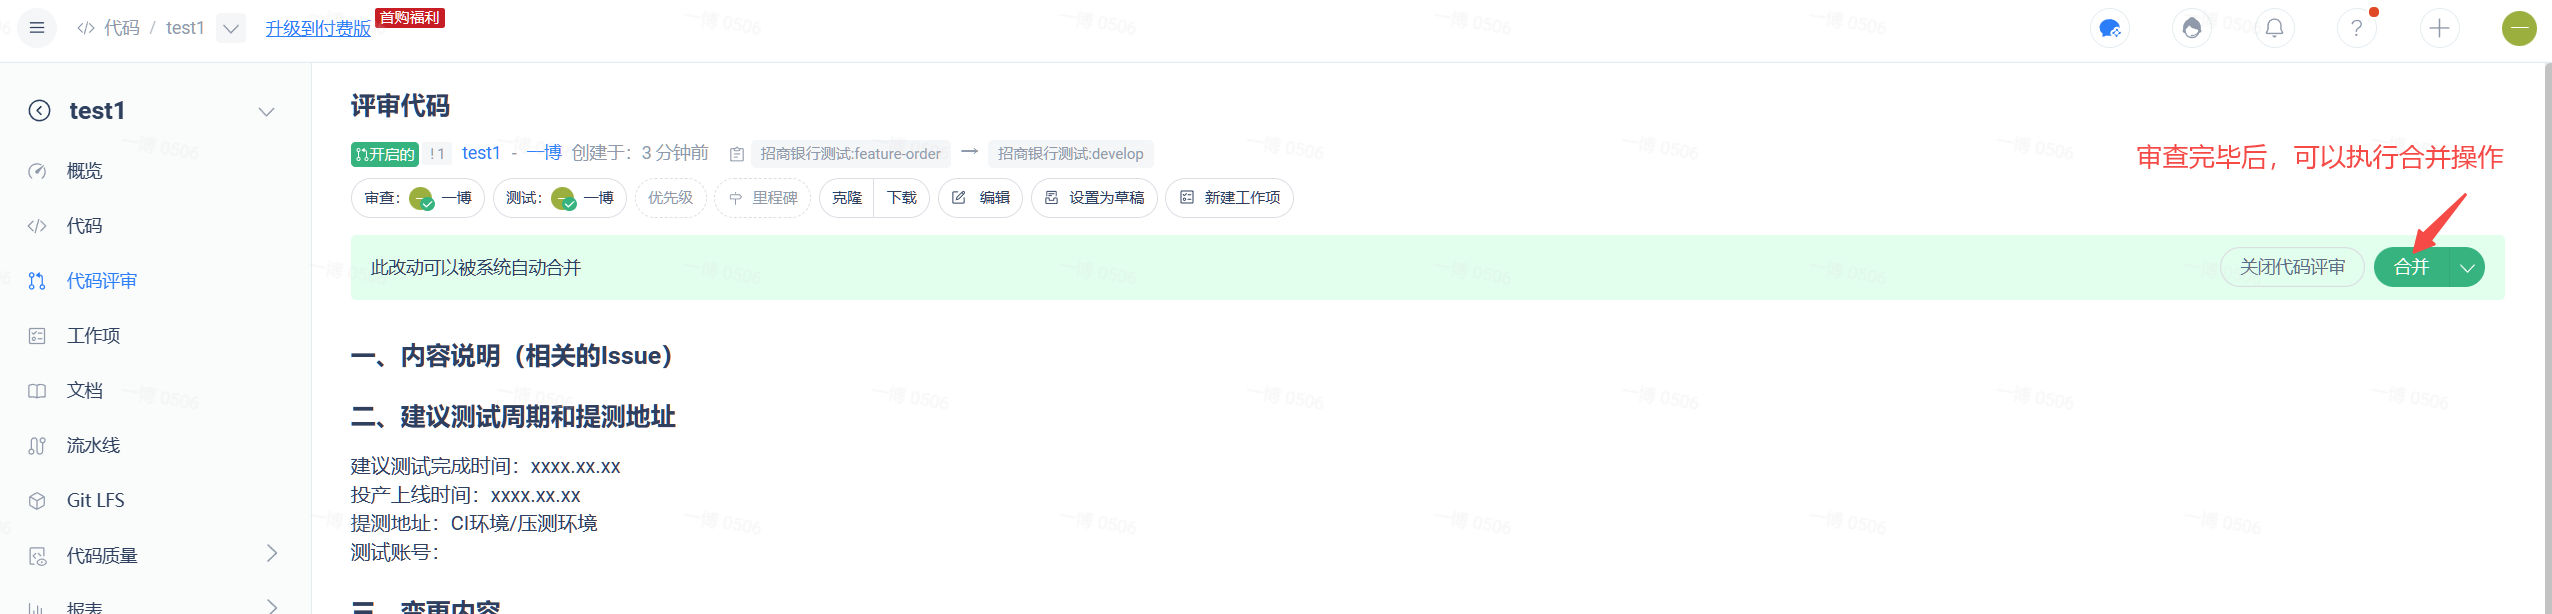 代码 / test1 升级到付费版 首购福利
test1
概览
代码
代码评审
工作项
文档
流水线
Git LFS
代码质量
报表
评审代码
开启的 !1 test1 - 一博 创建于：3 分钟前 招商银行测试:feature-order → 招商银行测试:develop
审查： 一博 测试： 一博 优先级 里程碑 克隆 下载 编辑 设置为草稿 新建工作项
审查完毕后，可以执行合并操作
此改动可以被系统自动合并 关闭代码评审 合并
一、内容说明（相关的Issue）
二、建议测试周期和提测地址
建议测试完成时间：xxxx.xx.xx
投产上线时间：xxxx.xx.xx
提测地址：CI环境/压测环境
测试账号：
三、变更内容
一博 0506